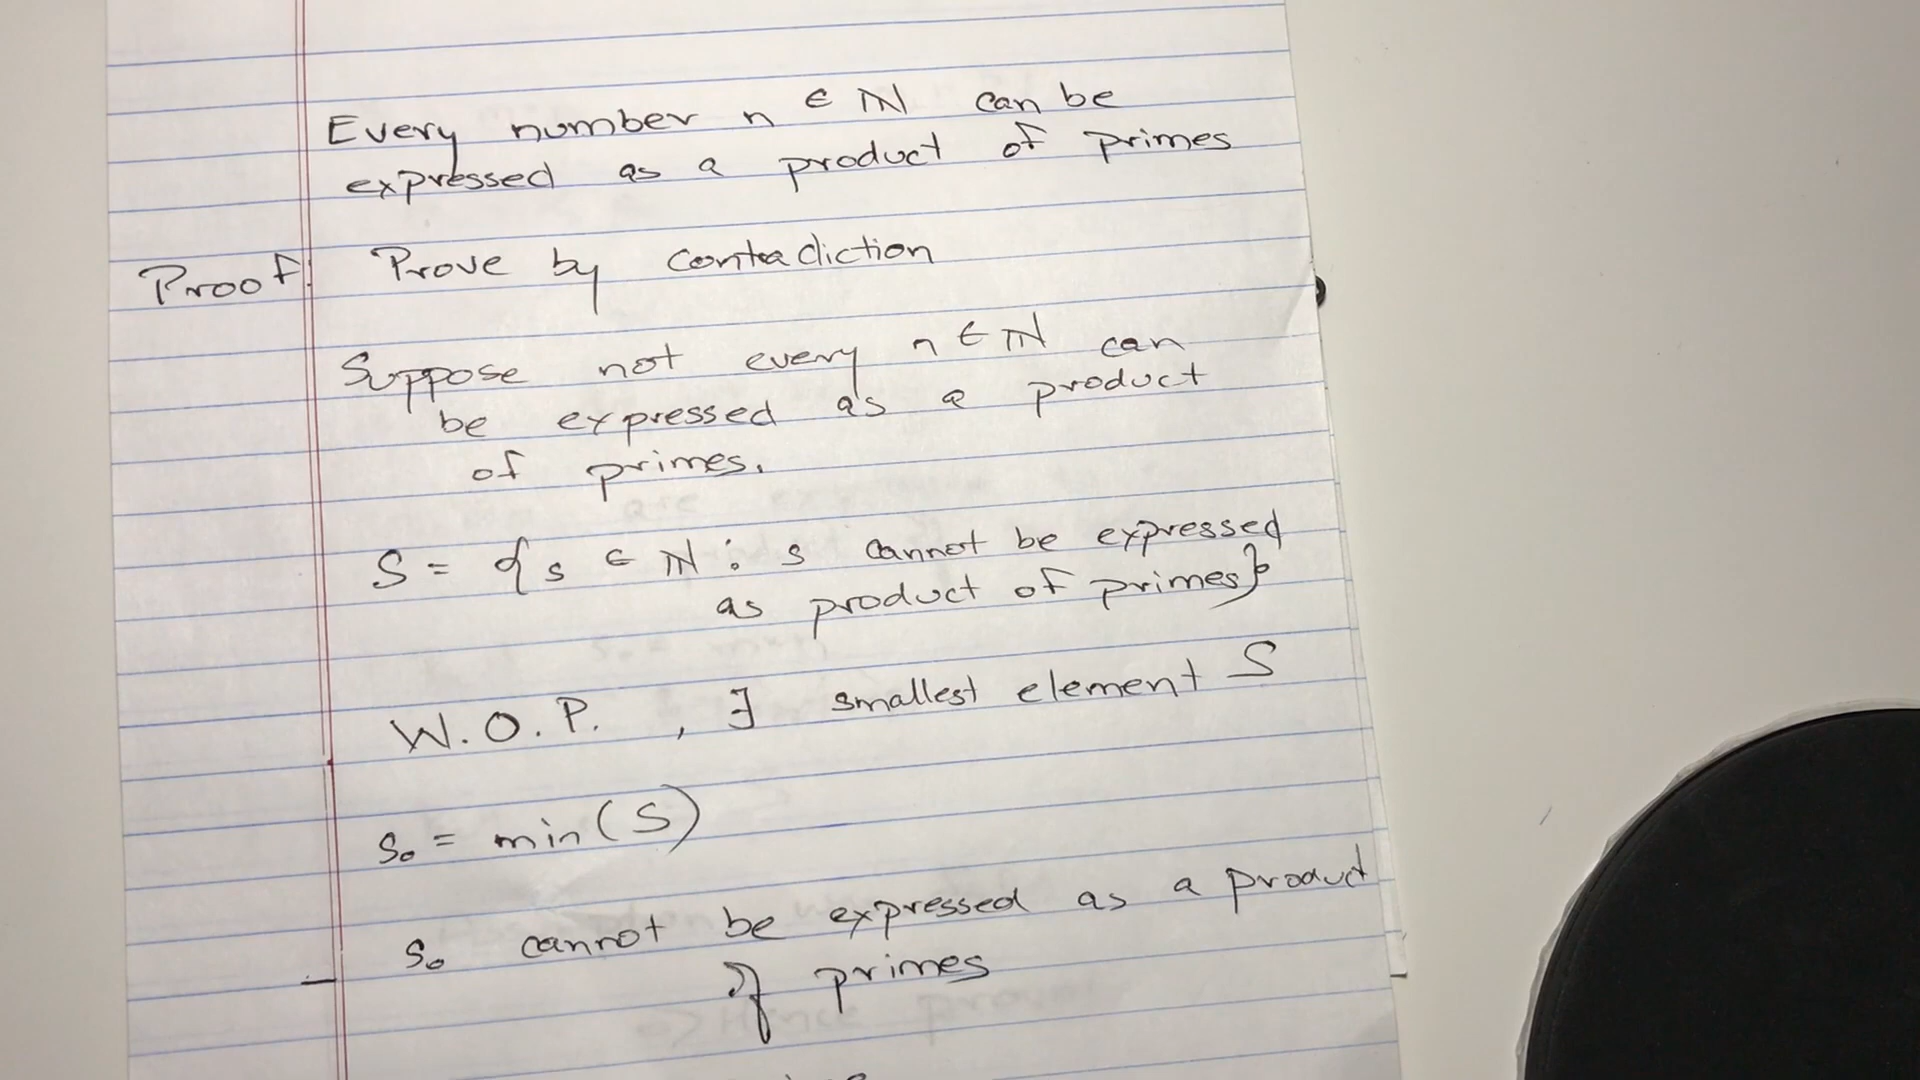 Every number n ∈ ℕ can be
expressed as a product of primes
Proof: Prove by contradiction
Suppose not every n ∈ ℕ can
be expressed as a product
of primes.
S = {s ∈ ℕ : s cannot be expressed
as product of primes}
W.O.P. , ∃ smallest element S
s₀ = min(S)
s₀ cannot be expressed as a product
of primes